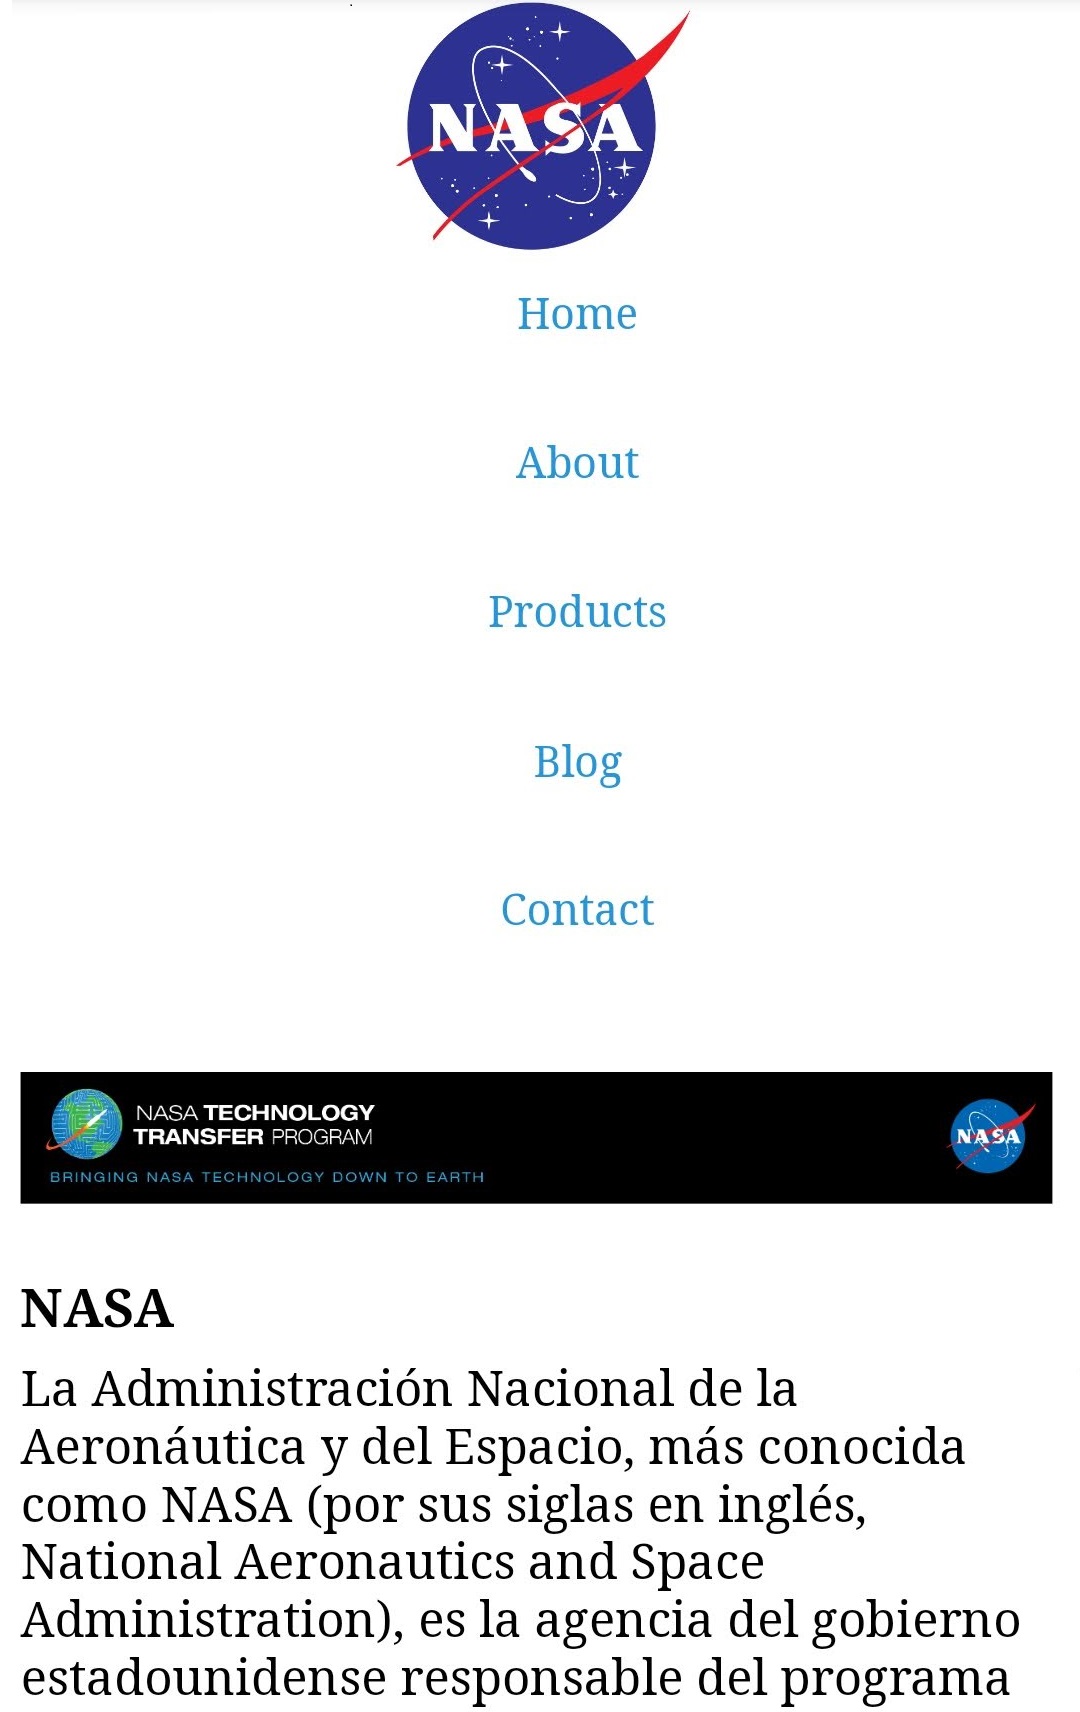 NASA
Home
About
Products
Blog
Contact
NASA TECHNOLOGY
TRANSFER PROGRAM
BRINGING NASA TECHNOLOGY DOWN TO EARTH
NASA
NASA
La Administración Nacional de la
Aeronáutica y del Espacio, más conocida
como NASA (por sus siglas en inglés,
National Aeronautics and Space
Administration), es la agencia del gobierno
estadounidense responsable del programa